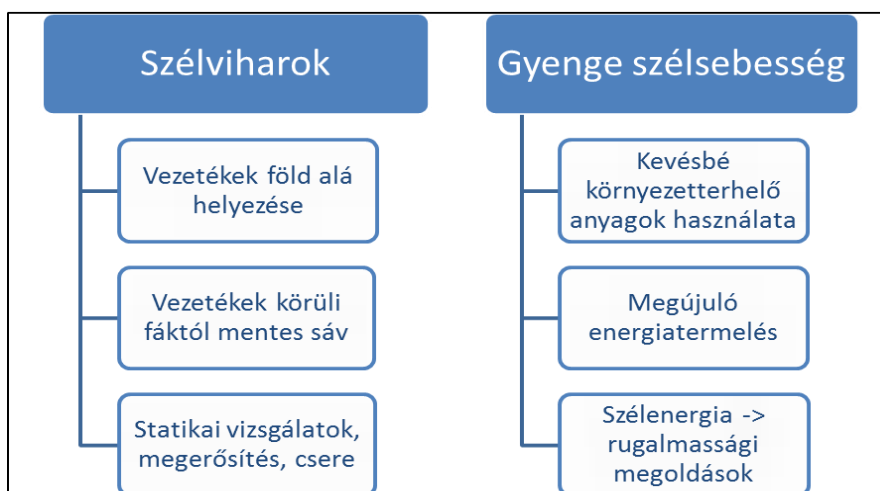 Szélviharok
Vezetékek föld alá
helyezése
Vezetékek körüli
fáktól mentes sáv
Statikai vizsgálatok,
megerősítés, csere
Gyenge szélsebesség
Kevésbé
környezetterhelő
anyagok használata
Megújuló
energiatermelés
Szélenergia ->
rugalmassági
megoldások